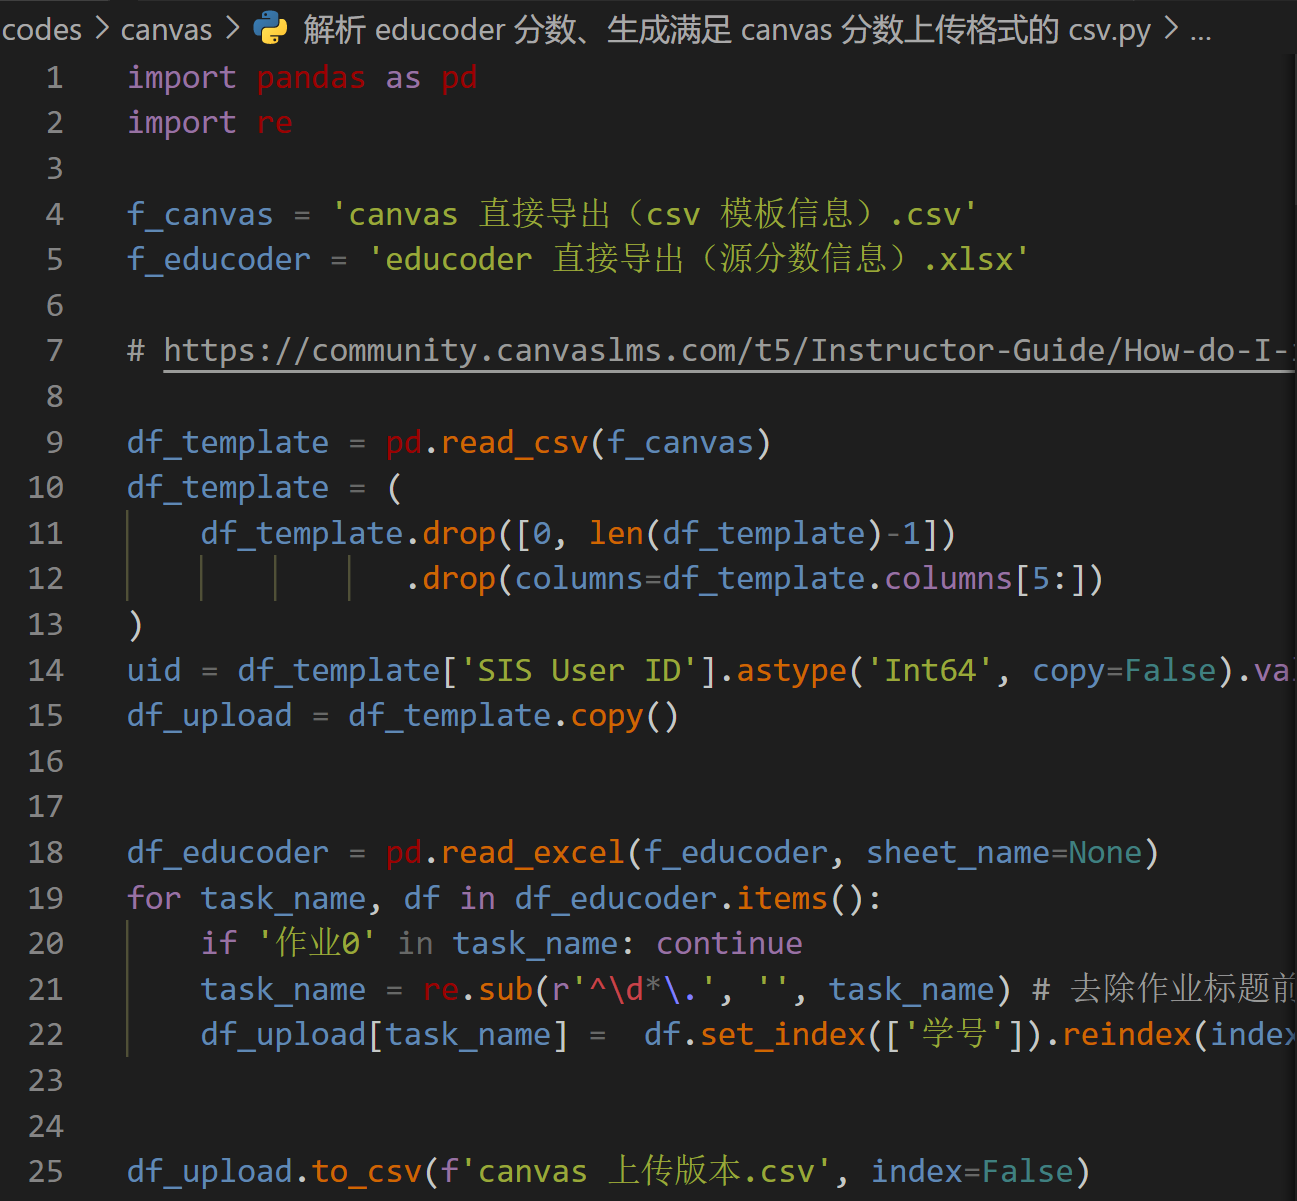 codes > canvas > 解析 educoder 分数、生成满足 canvas 分数上传格式的 csv.py > ...
1 import pandas as pd
2 import re
3
4 f_canvas = 'canvas 直接导出（csv 模板信息）.csv'
5 f_educoder = 'educoder 直接导出（源分数信息）.xlsx'
6
7 # https://community.canvaslms.com/t5/Instructor-Guide/How-do-I-
8
9 df_template = pd.read_csv(f_canvas)
10 df_template = (
11     df_template.drop([0, len(df_template)-1])
12                .drop(columns=df_template.columns[5:])
13 )
14 uid = df_template['SIS User ID'].astype('Int64', copy=False).val
15 df_upload = df_template.copy()
16
17
18 df_educoder = pd.read_excel(f_educoder, sheet_name=None)
19 for task_name, df in df_educoder.items():
20     if '作业0' in task_name: continue
21     task_name = re.sub(r'^\d*\.', '', task_name) # 去除作业标题前
22     df_upload[task_name] =  df.set_index(['学号']).reindex(index
23
24
25 df_upload.to_csv(f'canvas 上传版本.csv', index=False)